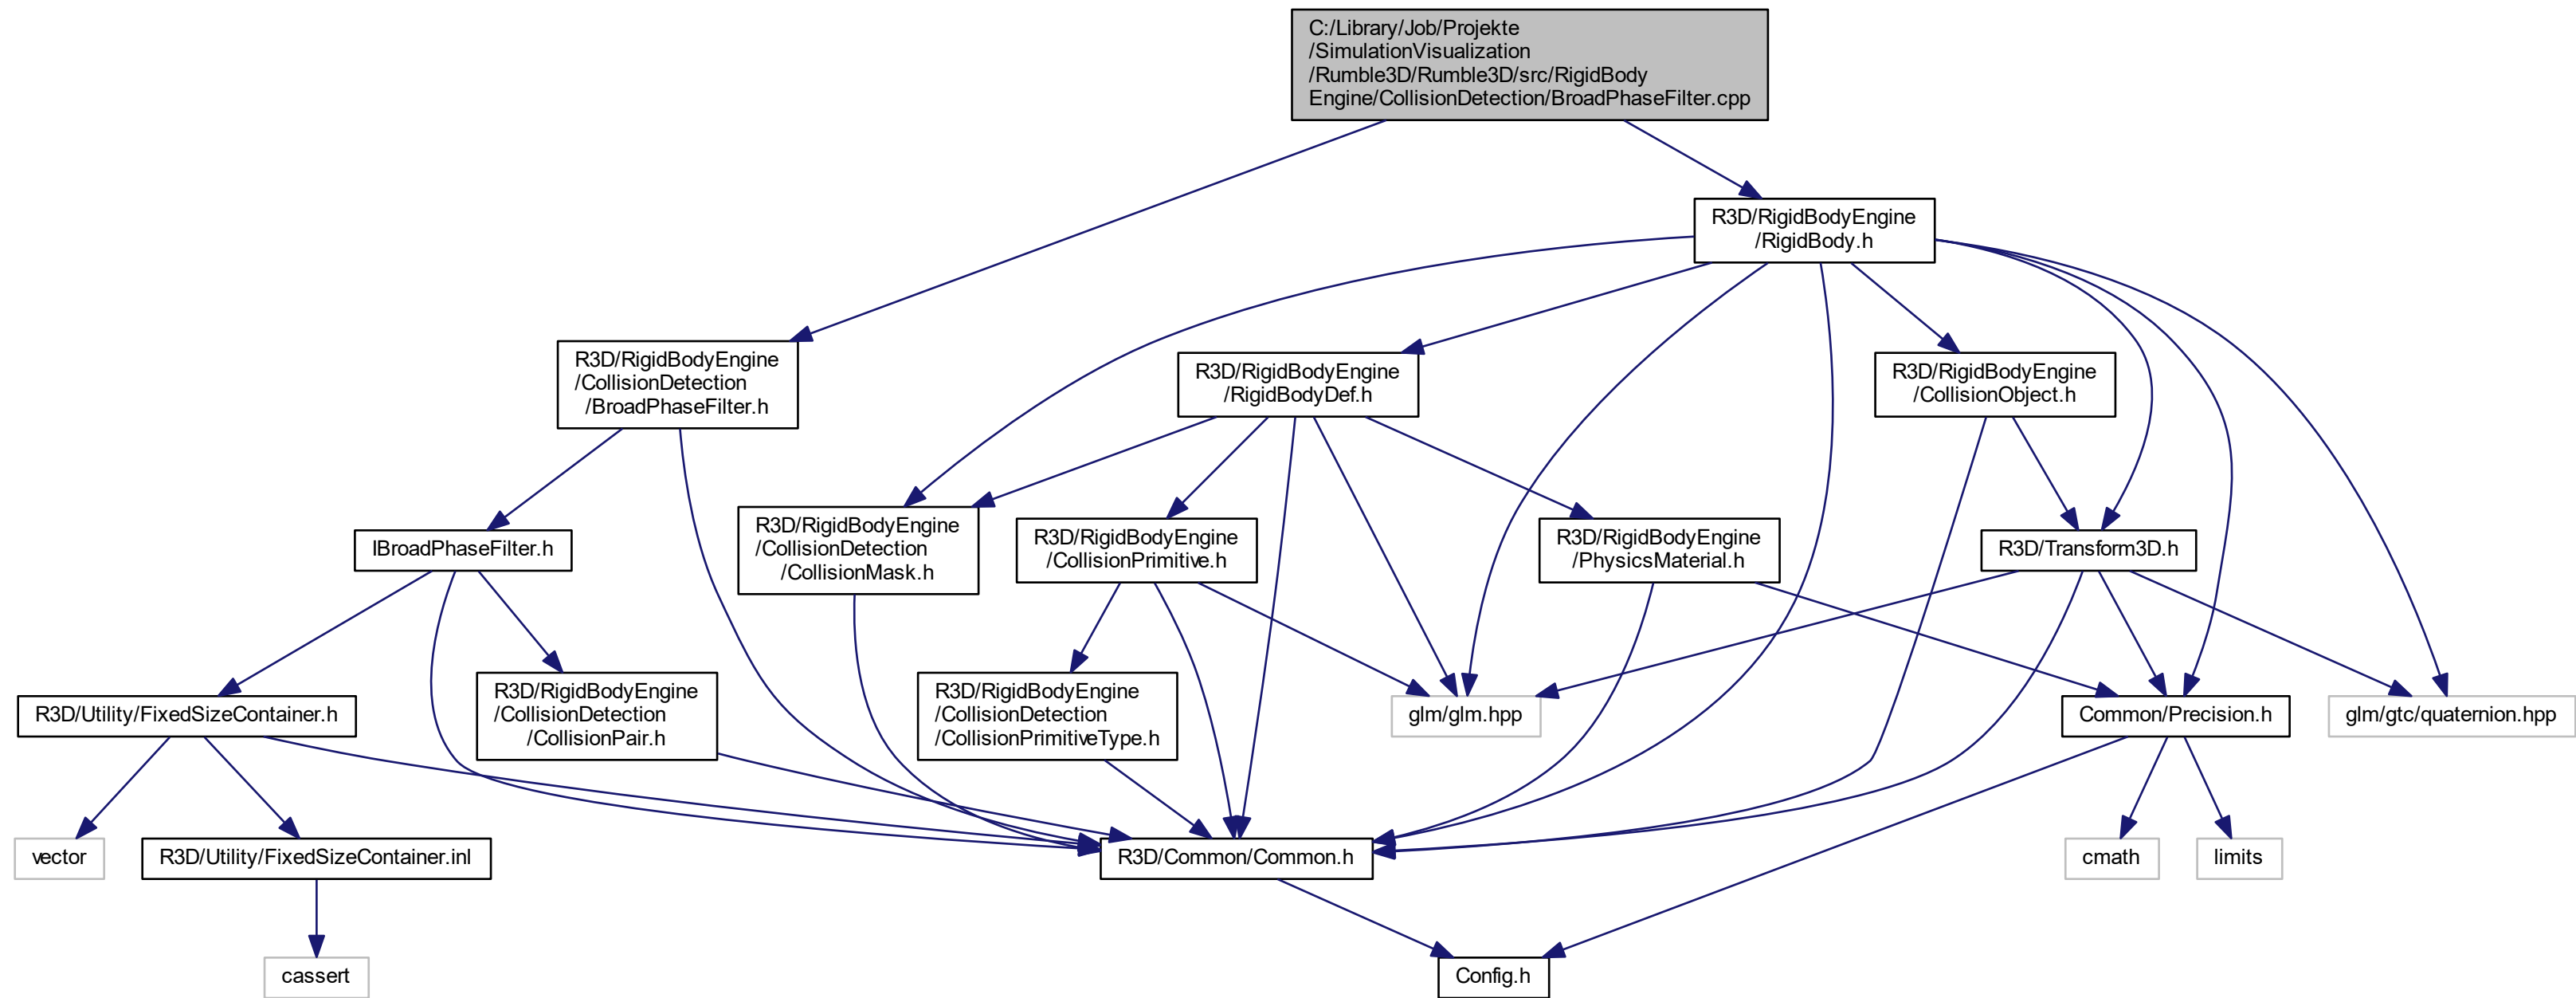 C:/Library/Job/Projekte
/SimulationVisualization
/Rumble3D/Rumble3D/src/RigidBody
Engine/CollisionDetection/BroadPhaseFilter.cpp
R3D/RigidBodyEngine
/RigidBody.h
R3D/RigidBodyEngine
/CollisionDetection
/BroadPhaseFilter.h
R3D/RigidBodyEngine
/RigidBodyDef.h
R3D/RigidBodyEngine
/CollisionObject.h
IBroadPhaseFilter.h
R3D/RigidBodyEngine
/CollisionDetection
/CollisionMask.h
R3D/RigidBodyEngine
/CollisionPrimitive.h
R3D/RigidBodyEngine
/PhysicsMaterial.h
R3D/Transform3D.h
R3D/Utility/FixedSizeContainer.h
R3D/RigidBodyEngine
/CollisionDetection
/CollisionPair.h
R3D/RigidBodyEngine
/CollisionDetection
/CollisionPrimitiveType.h
glm/glm.hpp
Common/Precision.h
glm/gtc/quaternion.hpp
vector
R3D/Utility/FixedSizeContainer.inl
R3D/Common/Common.h
cmath
limits
cassert
Config.h